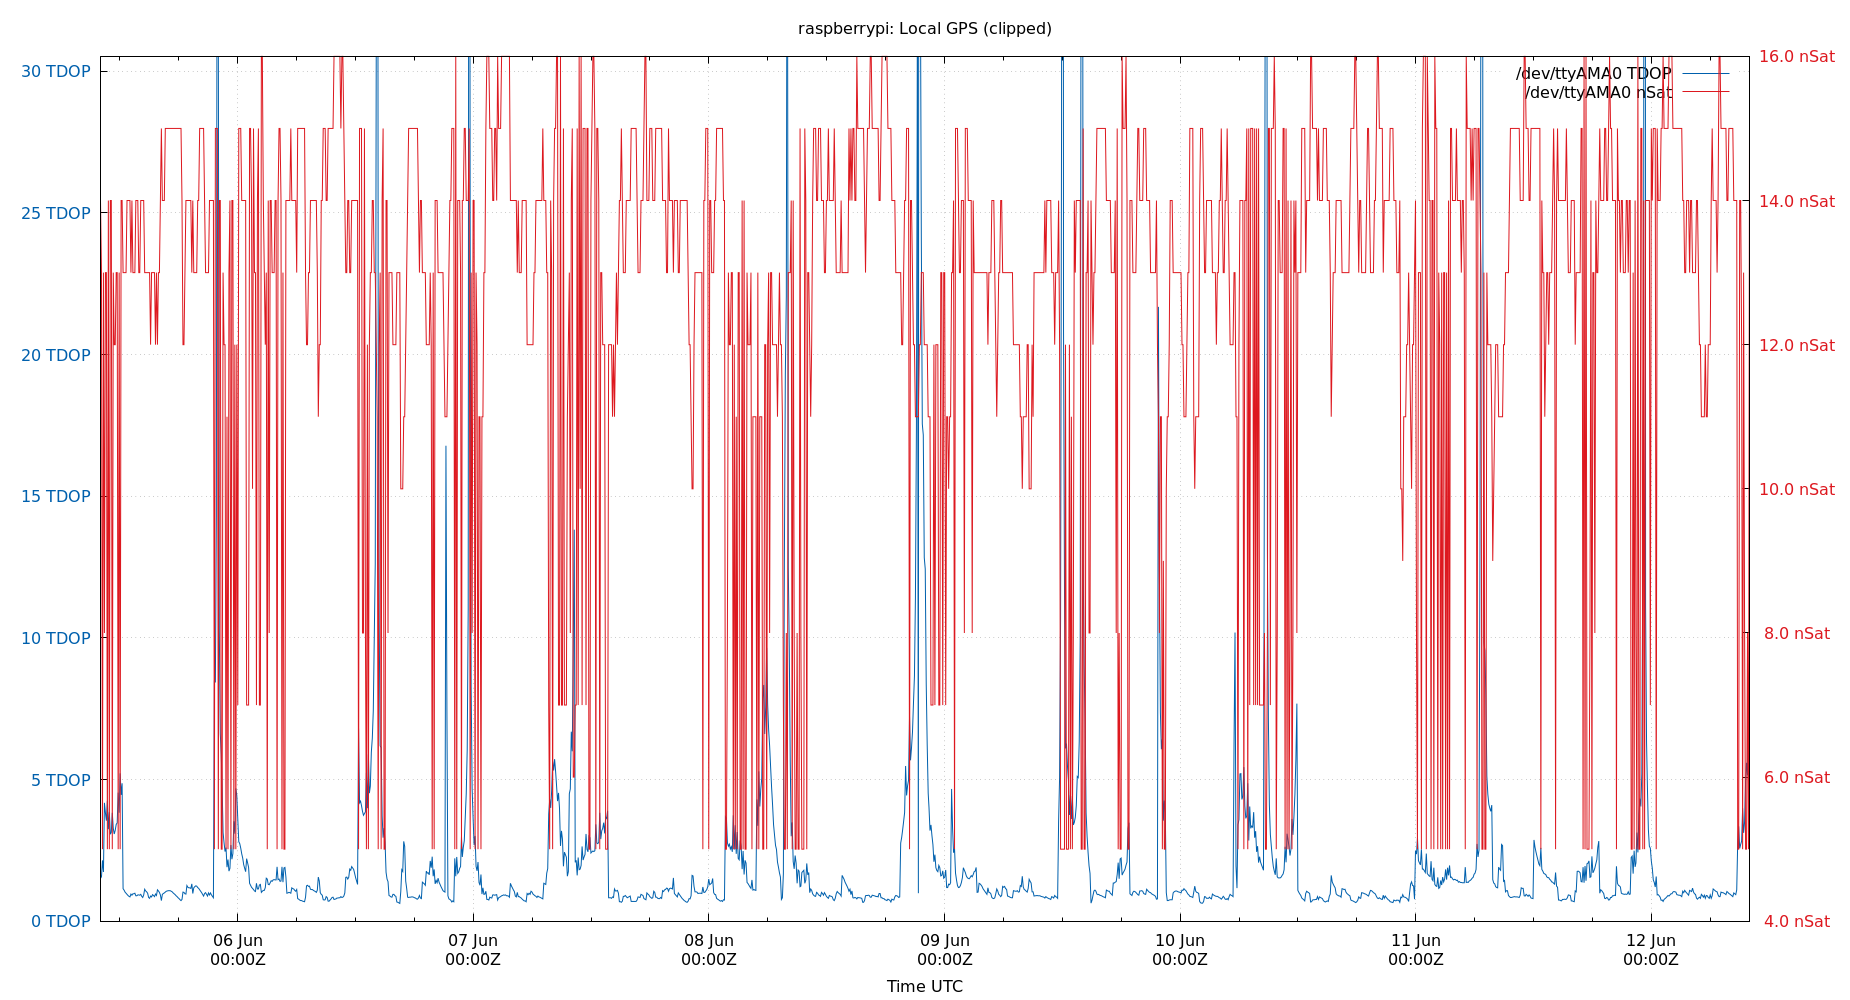 raspberrypi: Local GPS (clipped)
30 TDOP
25 TDOP
20 TDOP
15 TDOP
10 TDOP
5 TDOP
0 TDOP
16.0 nSat
14.0 nSat
12.0 nSat
10.0 nSat
8.0 nSat
6.0 nSat
4.0 nSat
/dev/ttyAMA0 TDOP
/dev/ttyAMA0 nSat
06 Jun
00:00Z
07 Jun
00:00Z
08 Jun
00:00Z
09 Jun
00:00Z
10 Jun
00:00Z
11 Jun
00:00Z
12 Jun
00:00Z
Time UTC